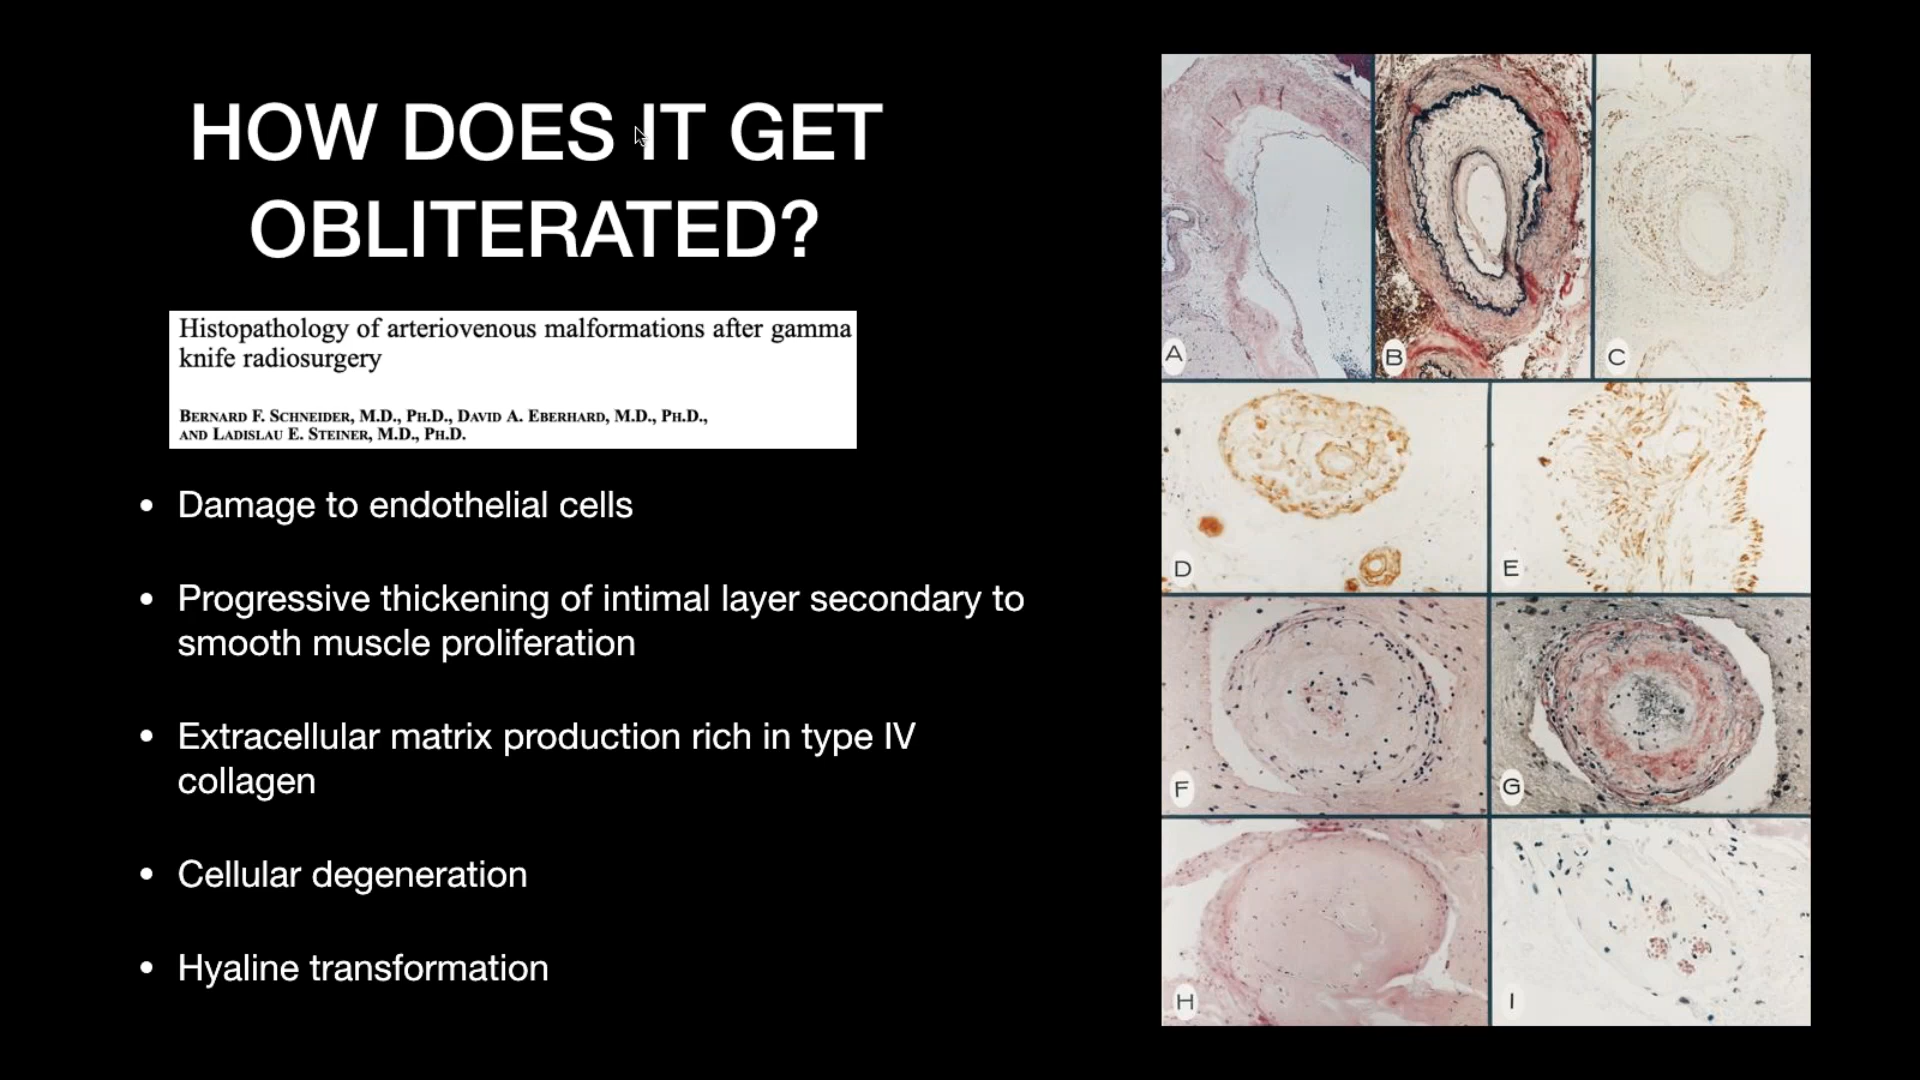 HOW DOES IT GET
OBLITERATED?
Histopathology of arteriovenous malformations after gamma
knife radiosurgery
BERNARD F. SCHNEIDER, M.D., PH.D., DAVID A. EBERHARD, M.D., PH.D.,
AND LADISLAU E. STEINER, M.D., PH.D.
• Damage to endothelial cells
• Progressive thickening of intimal layer secondary to
smooth muscle proliferation
• Extracellular matrix production rich in type IV
collagen
• Cellular degeneration
• Hyaline transformation
A
B
C
D
E
F
G
H
I